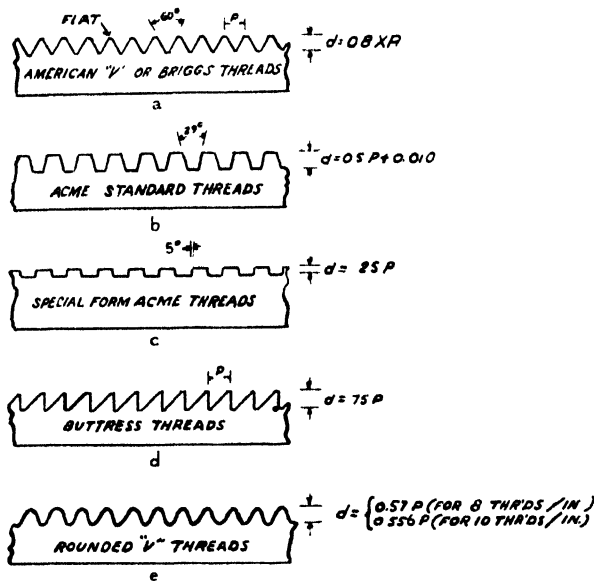 FLAT 60° P
d = 0.8 X P
AMERICAN "V" OR BRIGGS THREADS
a
29°
d = 0.5 P + 0.010
ACME STANDARD THREADS
b
5°
d = 25 P
SPECIAL FORM ACME THREADS
c
P
d = 75 P
BUTTRESS THREADS
d
d = { 0.57 P (FOR 8 THR'DS / IN.)
0.556 P (FOR 10 THR'DS / IN.)
ROUNDED "V" THREADS
e